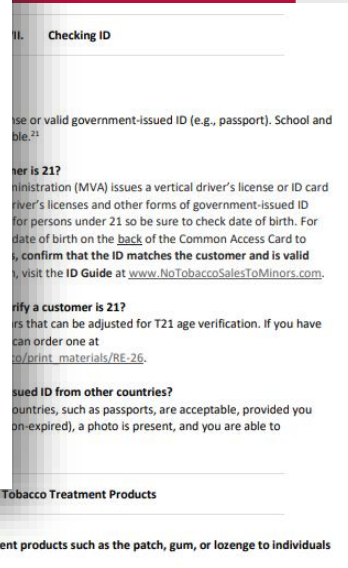 II. Checking ID
se or valid government-issued ID (e.g., passport). School and
ble.21
er is 21?
ministration (MVA) issues a vertical driver's license or ID card
river's licenses and other forms of government-issued ID
for persons under 21 so be sure to check date of birth. For
date of birth on the back of the Common Access Card to
s, confirm that the ID matches the customer and is valid
, visit the ID Guide at www.NoTobaccoSalesToMinors.com.
rify a customer is 21?
rs that can be adjusted for T21 age verification. If you have
can order one at
co/print_materials/RE-26.
sued ID from other countries?
ountries, such as passports, are acceptable, provided you
on-expired), a photo is present, and you are able to
Tobacco Treatment Products
ent products such as the patch, gum, or lozenge to individuals